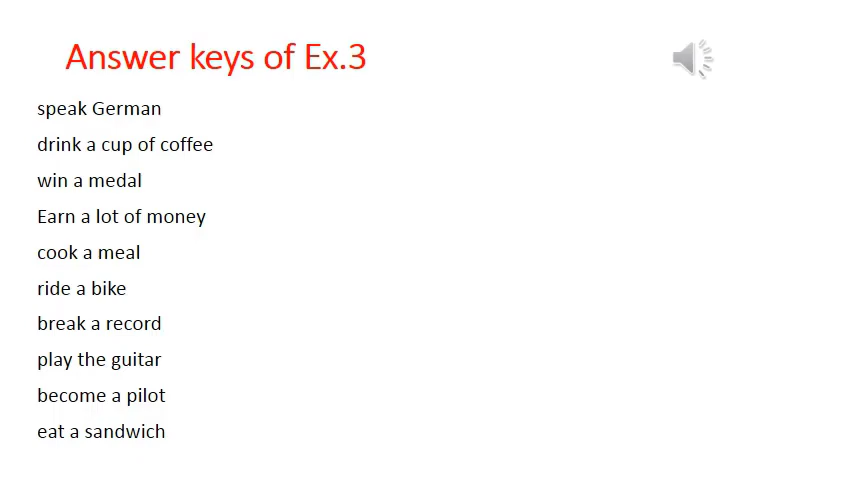 Answer keys of Ex.3
speak German
drink a cup of coffee
win a medal
Earn a lot of money
cook a meal
ride a bike
break a record
play the guitar
become a pilot
eat a sandwich